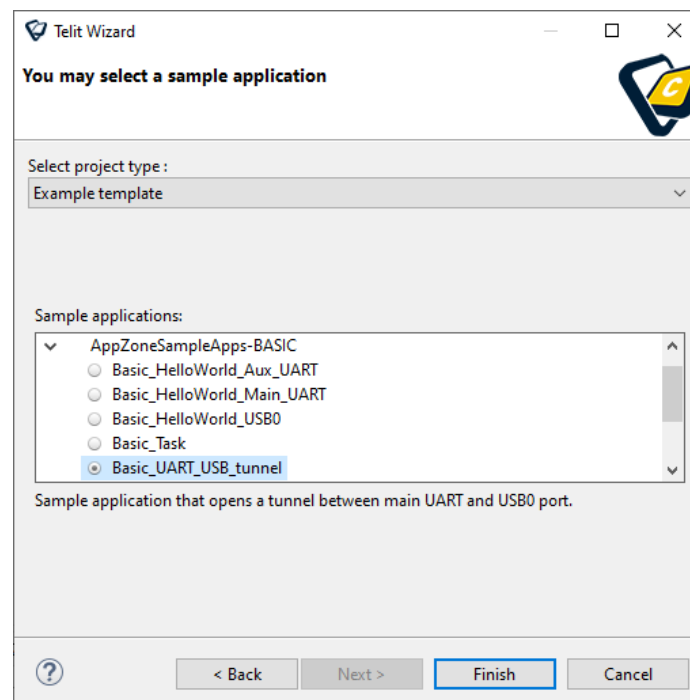 Telit Wizard
You may select a sample application
Select project type :
Example template
Sample applications:
AppZoneSampleApps-BASIC
Basic_HelloWorld_Aux_UART
Basic_HelloWorld_Main_UART
Basic_HelloWorld_USB0
Basic_Task
Basic_UART_USB_tunnel
Sample application that opens a tunnel between main UART and USB0 port.
? < Back Next > Finish Cancel